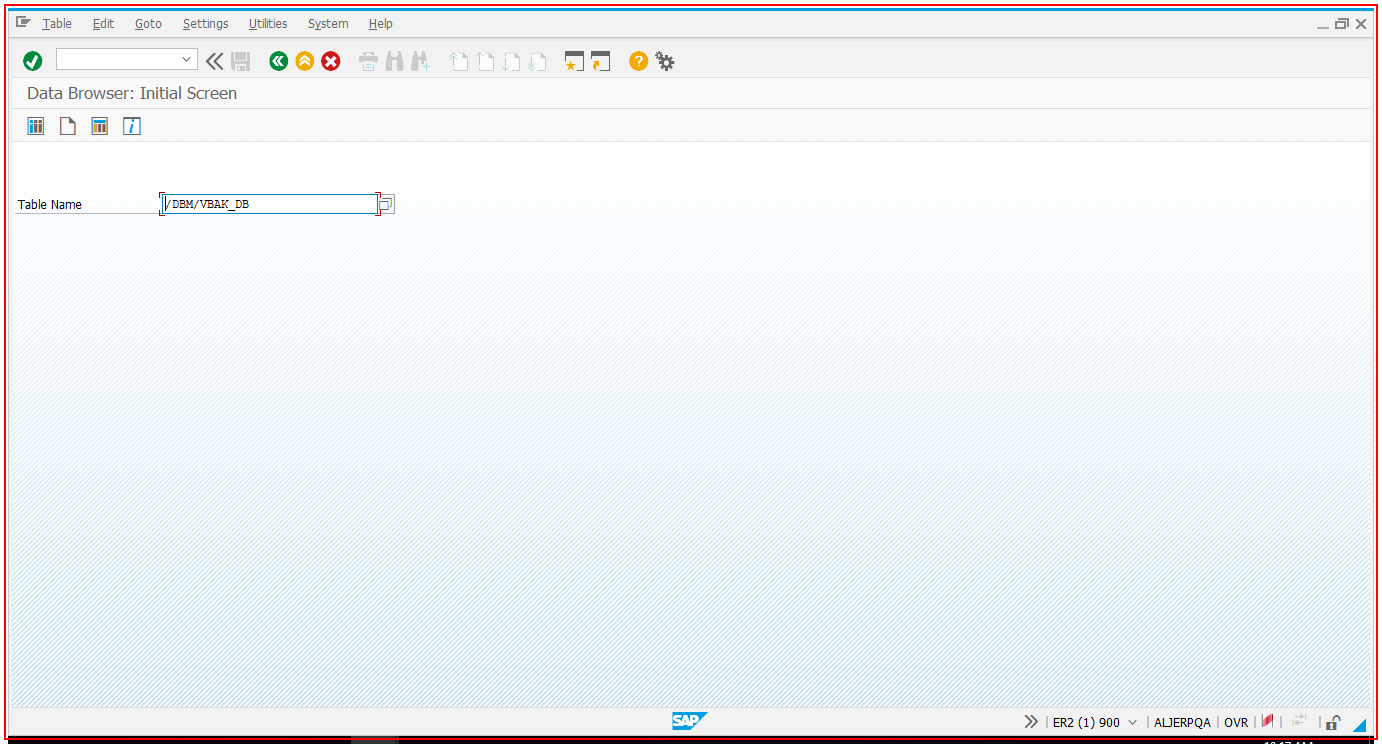 Table Edit Goto Settings Utilities System Help
Data Browser: Initial Screen
Table Name /DBM/VBAK_DB
SAP ER2 (1) 900 ALJERPQA OVR